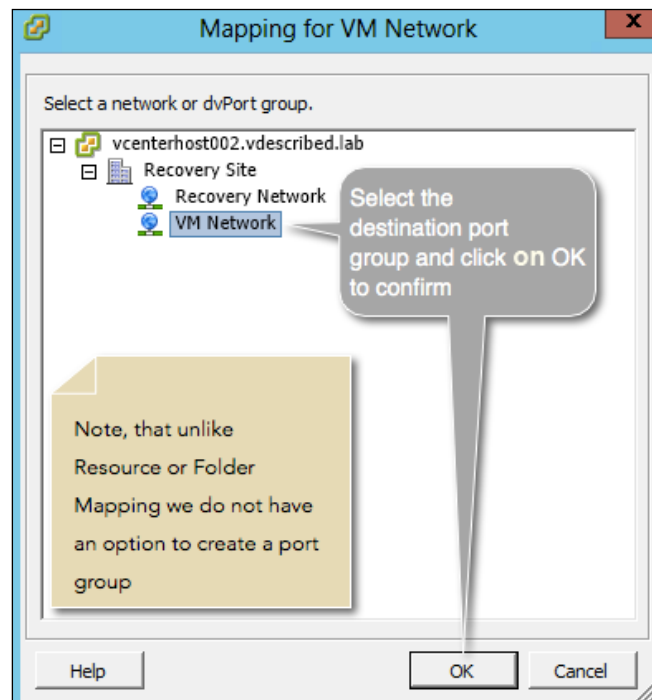 Mapping for VM Network
x
Select a network or dvPort group.
vcenterhost002.vdescribed.lab
Recovery Site
Recovery Network
VM Network
Select the
destination port
group and click on OK
to confirm
Note, that unlike
Resource or Folder
Mapping we do not have
an option to create a port
group
Help
OK
Cancel